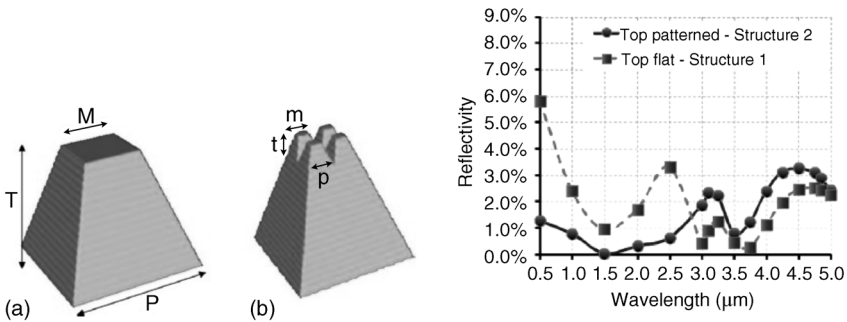 M
T
P
(a)
m
t
p
(b)
9.0%
8.0%
7.0%
6.0%
5.0%
4.0%
3.0%
2.0%
1.0%
0.0%
Reflectivity
Top patterned - Structure 2
Top flat - Structure 1
0.5 1.0 1.5 2.0 2.5 3.0 3.5 4.0 4.5 5.0
Wavelength (μm)